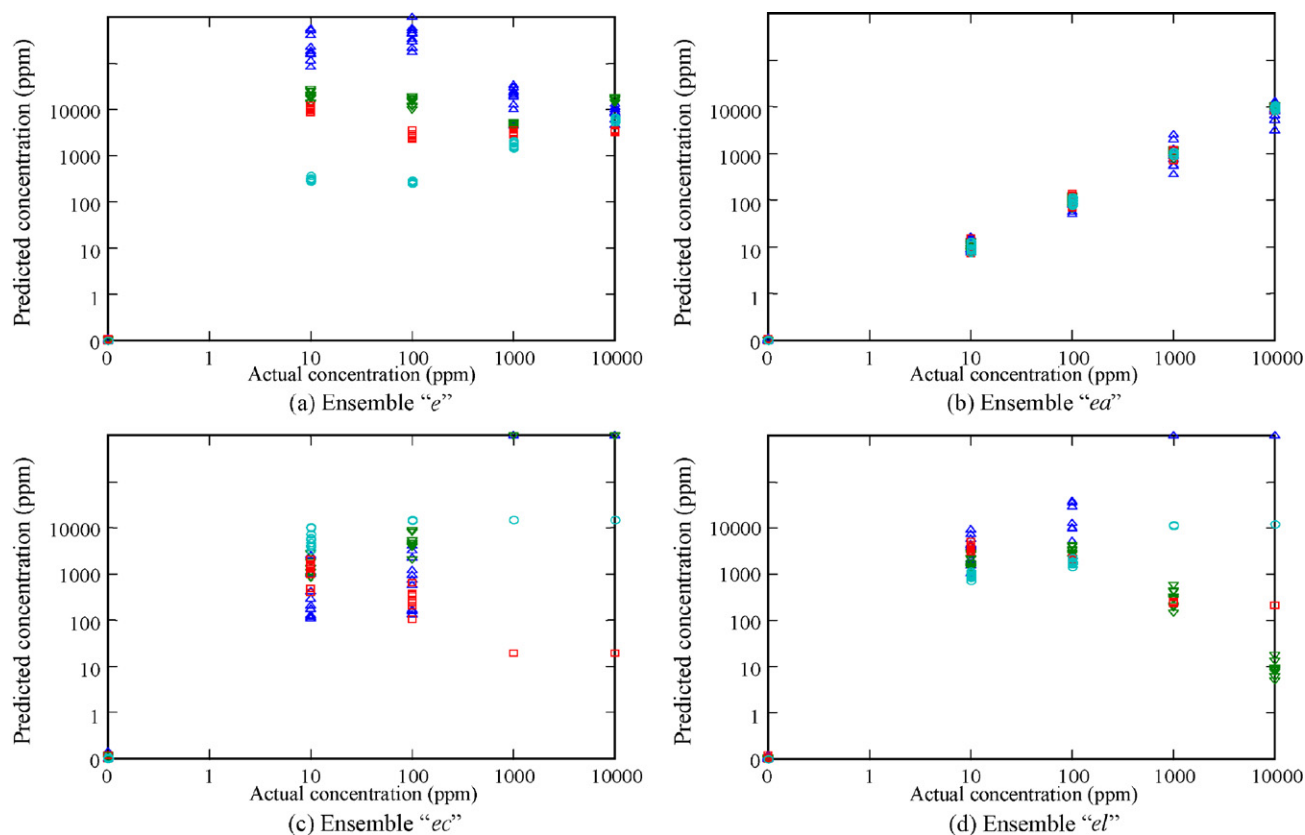 Predicted concentration (ppm)
10000
1000
100
10
1
0
0 1 10 100 1000 10000
Actual concentration (ppm)
(a) Ensemble “e”
Predicted concentration (ppm)
10000
1000
100
10
1
0
0 1 10 100 1000 10000
Actual concentration (ppm)
(b) Ensemble “ea”
Predicted concentration (ppm)
10000
1000
100
10
1
0
0 1 10 100 1000 10000
Actual concentration (ppm)
(c) Ensemble “ec”
Predicted concentration (ppm)
10000
1000
100
10
1
0
0 1 10 100 1000 10000
Actual concentration (ppm)
(d) Ensemble “el”